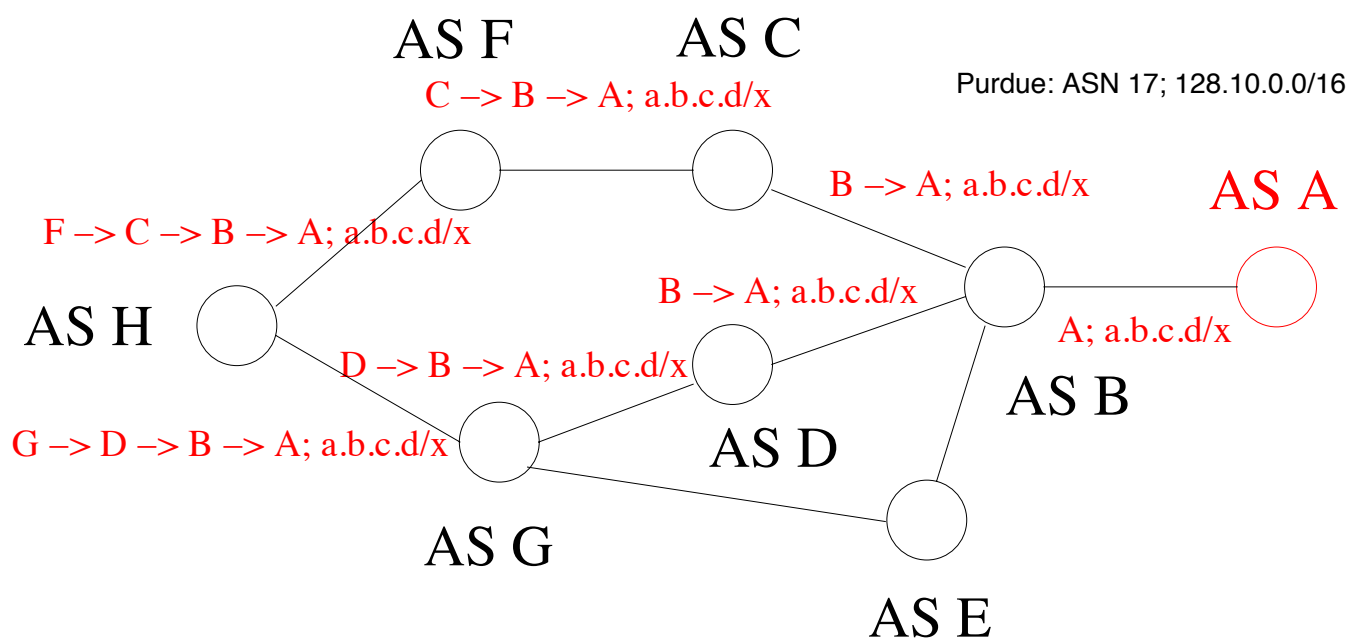 AS F
AS C
Purdue: ASN 17; 128.10.0.0/16
C –> B –> A; a.b.c.d/x
B –> A; a.b.c.d/x
AS A
F –> C –> B –> A; a.b.c.d/x
B –> A; a.b.c.d/x
AS H
A; a.b.c.d/x
D –> B –> A; a.b.c.d/x
AS B
G –> D –> B –> A; a.b.c.d/x
AS D
AS G
AS E